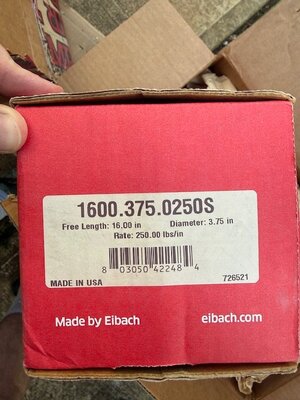 1600.375.0250S
Free Length: 16.00 in Diameter: 3.75 in
Rate: 250.00 lbs/in
8 03050 42248 4
MADE IN USA 726521
Made by Eibach eibach.com